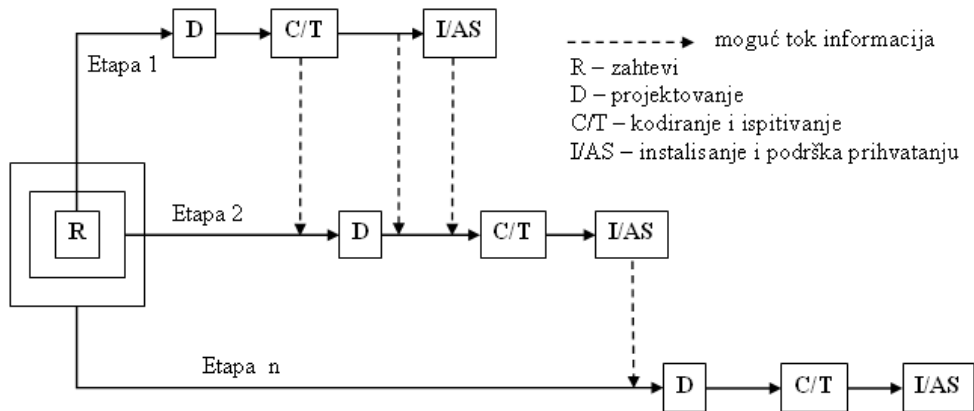 D C/T I/AS
Etapa 1
moguć tok informacija
R – zahtevi
D – projektovanje
C/T – kodiranje i ispitivanje
I/AS – instalisanje i podrška prihvatanju
R
Etapa 2
D C/T I/AS
Etapa n
D C/T I/AS